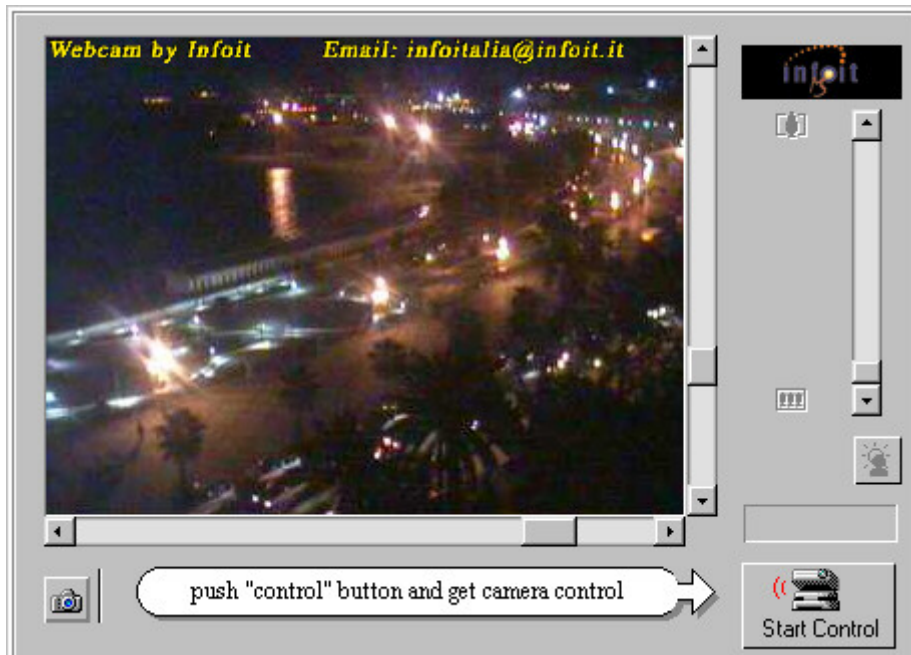 Webcam by Infoit Email: infoitalia@infoit.it
infoit
push "control" button and get camera control
Start Control